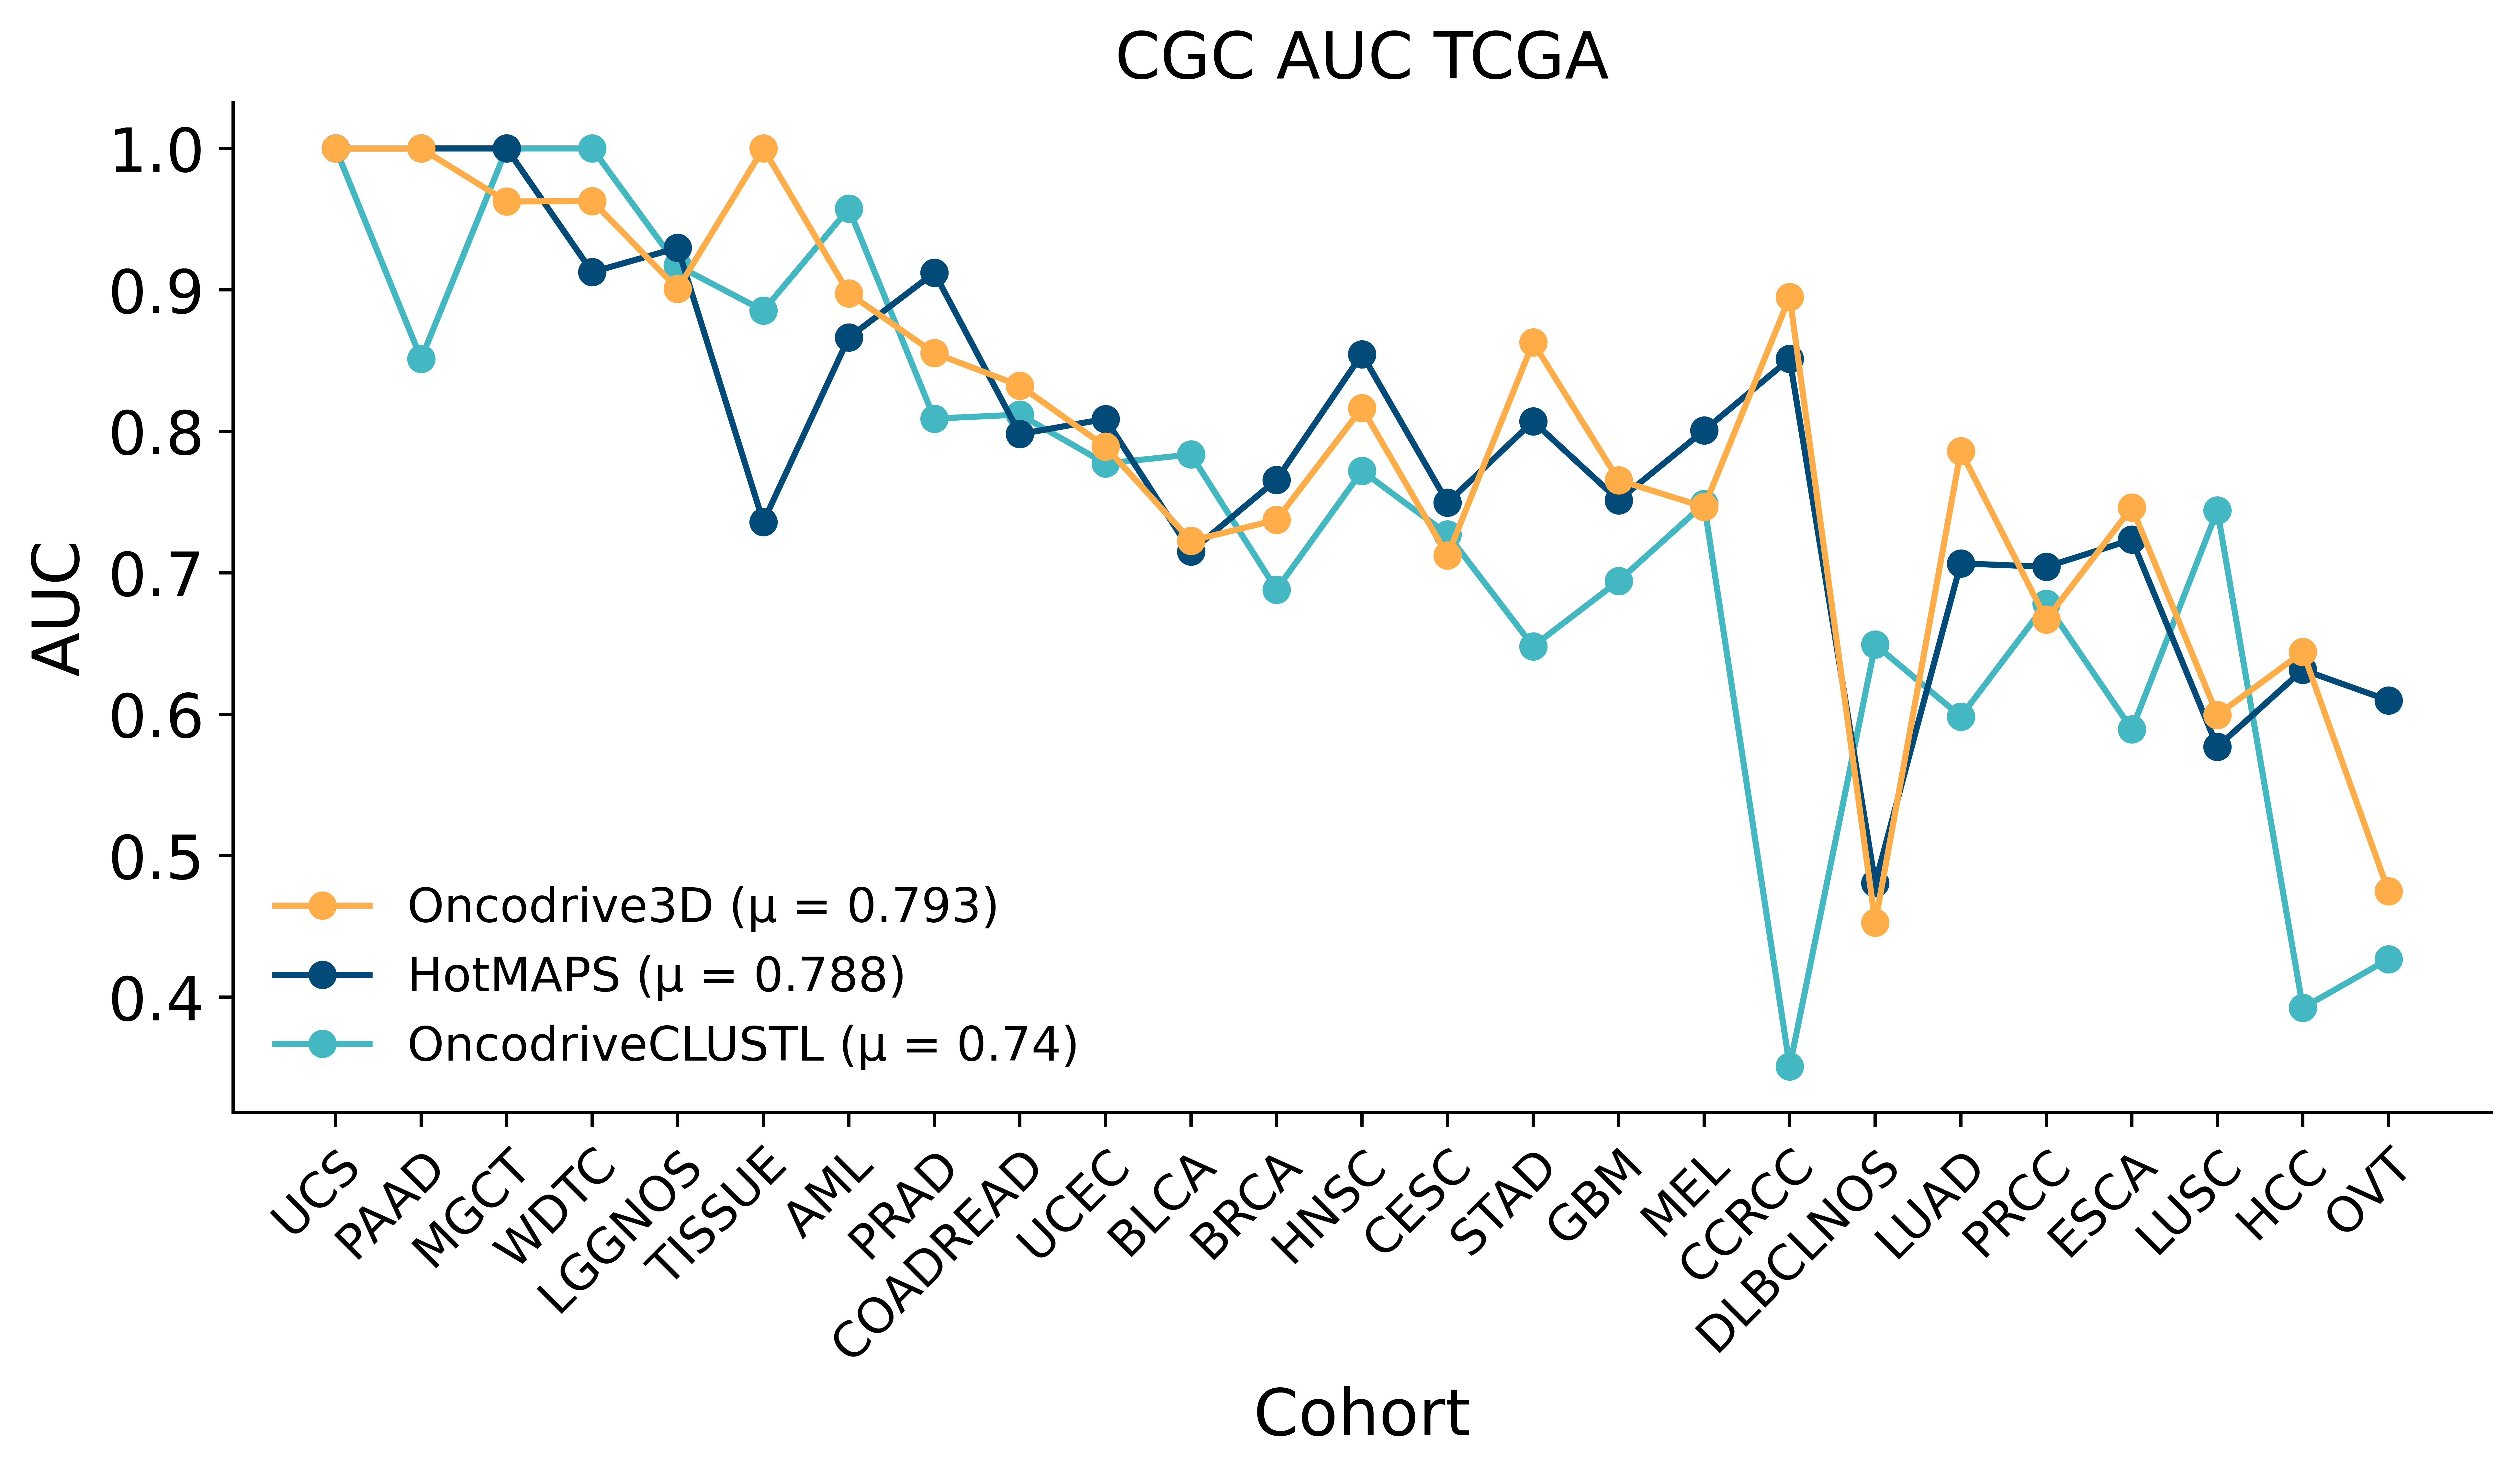 CGC AUC TCGA
AUC
1.0
0.9
0.8
0.7
0.6
0.5
0.4
Oncodrive3D (μ = 0.793)
HotMAPS (μ = 0.788)
OncodriveCLUSTL (μ = 0.74)
UCS
PAAD
MGCT
WDTC
LGGNOS
TISSUE
AML
PRAD
COADREAD
UCEC
BLCA
BRCA
HNSC
CESC
STAD
GBM
MEL
CCRCC
DLBCLNOS
LUAD
PRCC
ESCA
LUSC
HCC
OVT
Cohort